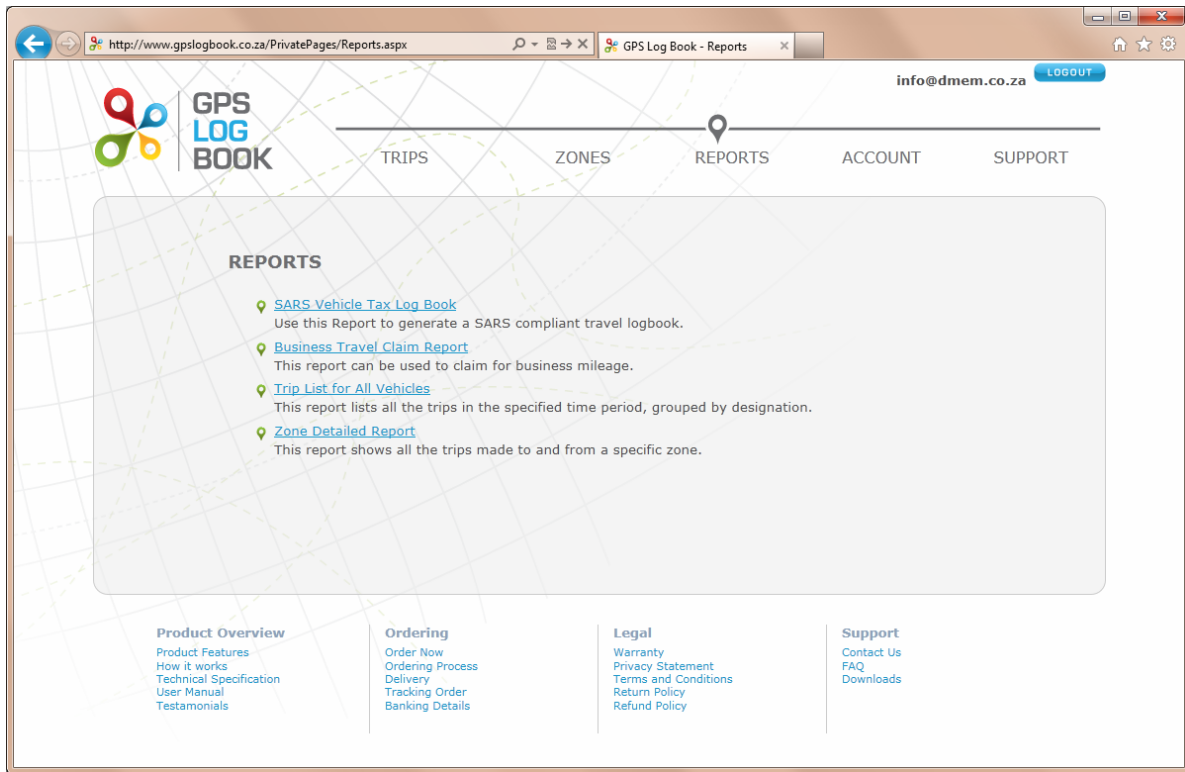 http://www.gpslogbook.co.za/PrivatePages/Reports.aspx
GPS Log Book - Reports
info@dmem.co.za
LOGOUT
GPS
LOG
BOOK
TRIPS
ZONES
REPORTS
ACCOUNT
SUPPORT
REPORTS
SARS Vehicle Tax Log Book
Use this Report to generate a SARS compliant travel logbook.
Business Travel Claim Report
This report can be used to claim for business mileage.
Trip List for All Vehicles
This report lists all the trips in the specified time period, grouped by designation.
Zone Detailed Report
This report shows all the trips made to and from a specific zone.
Product Overview
Product Features
How it works
Technical Specification
User Manual
Testamonials
Ordering
Order Now
Ordering Process
Delivery
Tracking Order
Banking Details
Legal
Warranty
Privacy Statement
Terms and Conditions
Return Policy
Refund Policy
Support
Contact Us
FAQ
Downloads